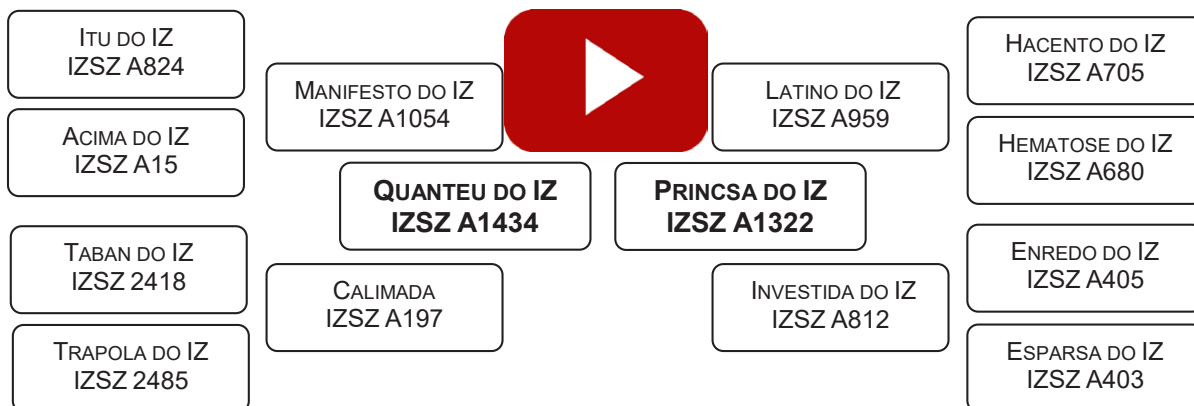 ITU DO IZ
IZSZ A824
ACIMA DO IZ
IZSZ A15
TABAN DO IZ
IZSZ 2418
TRAPOLA DO IZ
IZSZ 2485
MANIFESTO DO IZ
IZSZ A1054
CALIMADA
IZSZ A197
QUANTEU DO IZ
IZSZ A1434
PRINCSA DO IZ
IZSZ A1322
LATINO DO IZ
IZSZ A959
INVESTIDA DO IZ
IZSZ A812
HACENTO DO IZ
IZSZ A705
HEMATOSE DO IZ
IZSZ A680
ENREDO DO IZ
IZSZ A405
ESPARSA DO IZ
IZSZ A403